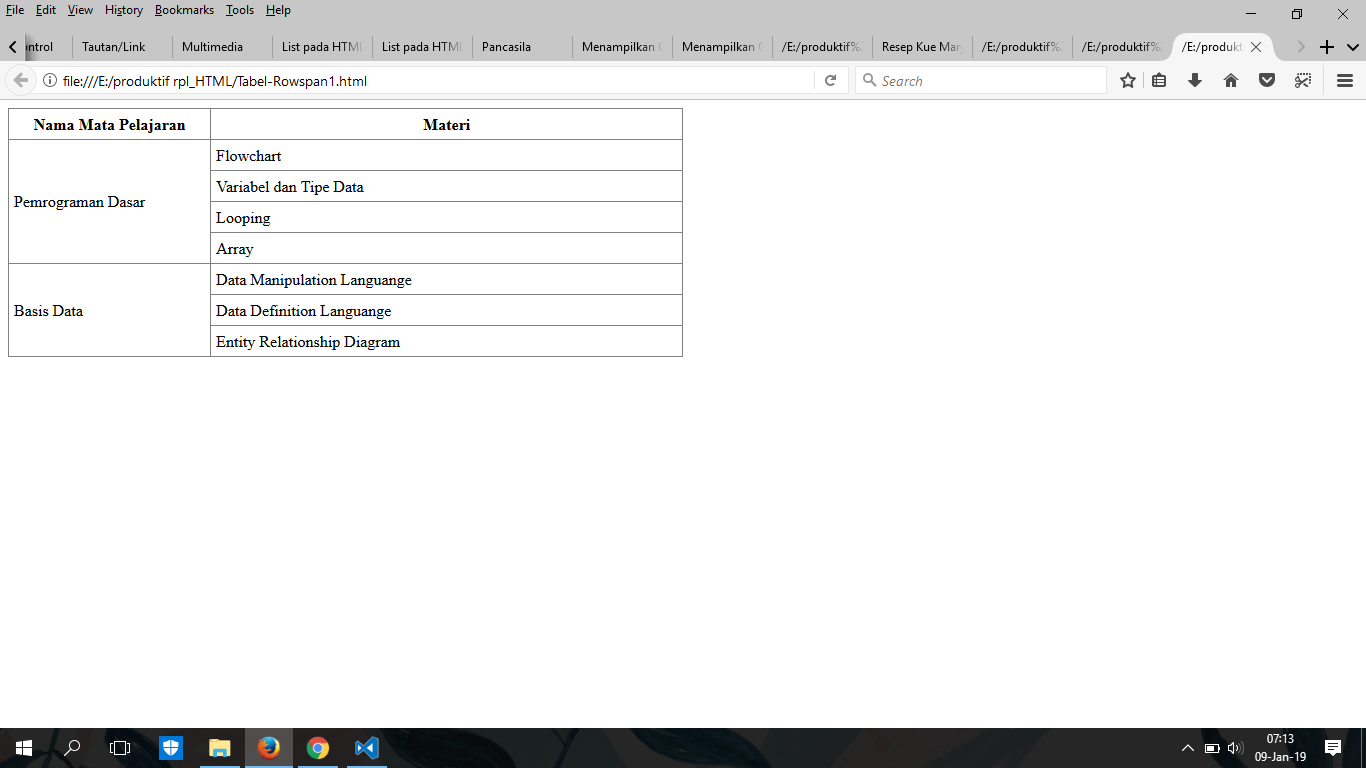 File Edit View History Bookmarks Tools Help
ntrol Tautan/Link Multimedia List pada HTM List pada HTM Pancasila Menampilkan Menampilkan /E:/produktif% Resep Kue Mar /E:/produktif% /E:/produktif% /E:/produkt
file:///E:/produktif rpl_HTML/Tabel-Rowspan1.html Search
Nama Mata Pelajaran Materi
Pemrograman Dasar Flowchart
Variabel dan Tipe Data
Looping
Array
Basis Data Data Manipulation Languange
Data Definition Languange
Entity Relationship Diagram
07:13
09-Jan-19